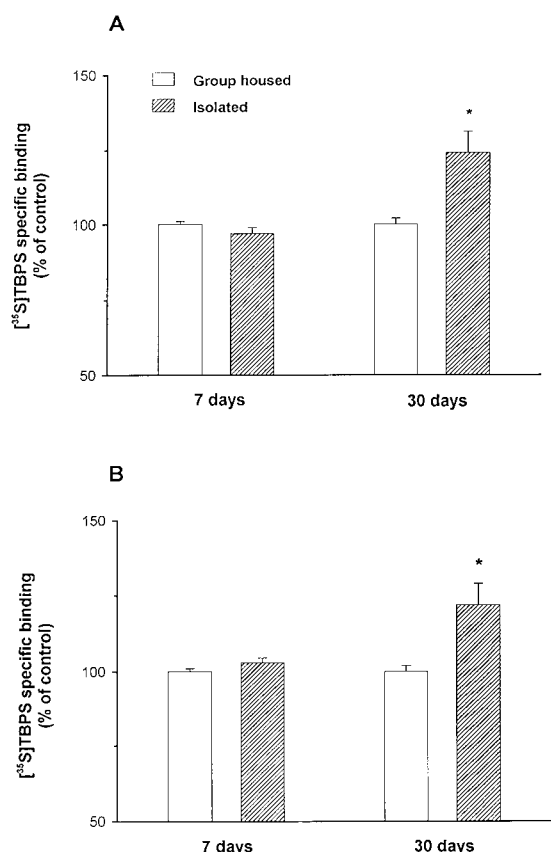 A
150
Group housed
Isolated
*
[³⁵S]TBPS specific binding
(% of control)
100
50
7 days 30 days
B
150
*
[³⁵S]TBPS specific binding
(% of control)
100
50
7 days 30 days